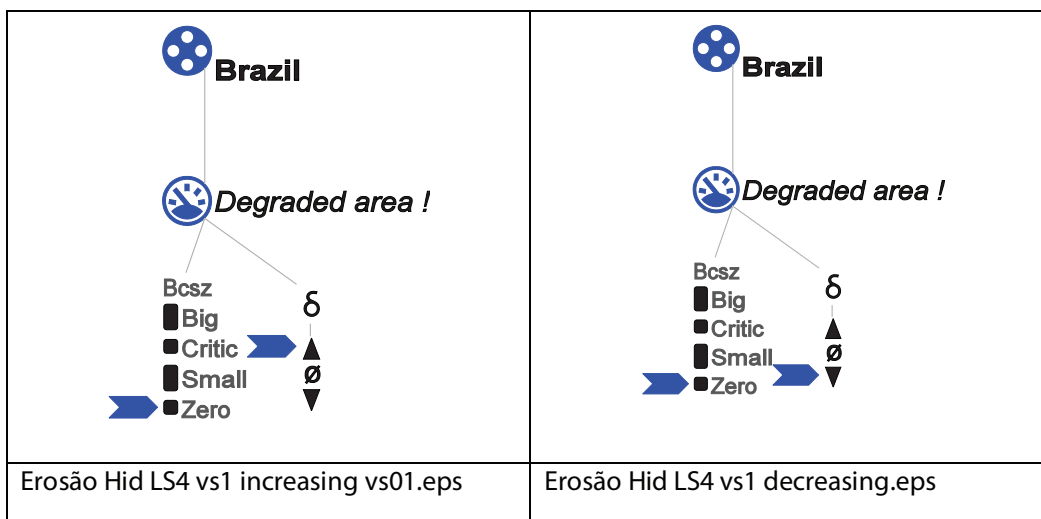 Brazil
Degraded area !
Bcsz
δ
Big
Critic
Small
ø
Zero
Erosão Hid LS4 vs1 increasing vs01.eps
Brazil
Degraded area !
Bcsz
δ
Big
Critic
Small
ø
Zero
Erosão Hid LS4 vs1 decreasing.eps